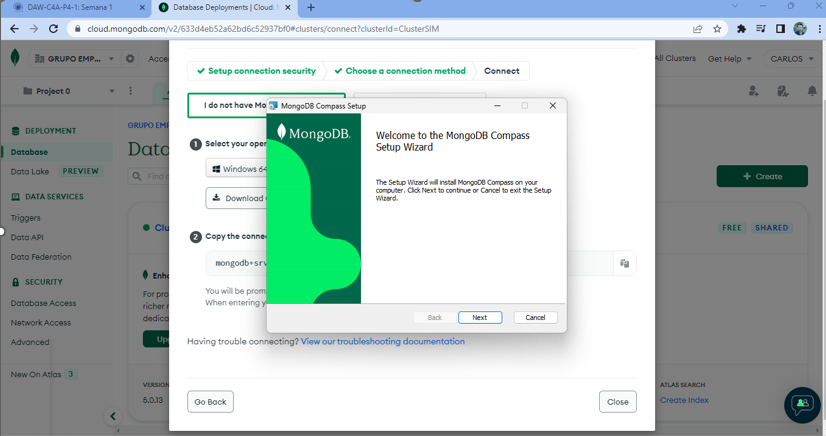 DAW-C4A-P4-1: Semana 1
Database Deployments | Cloud:
cloud.mongodb.com/v2/633d4eb52a62bd6c52937bf0#clusters/connect?clusterId=ClusterSIM
GRUPO EMP...
Acces
All Clusters
Get Help
CARLOS
Project 0
DEPLOYMENT
Database
Data Lake
PREVIEW
DATA SERVICES
Triggers
Data API
Data Federation
SECURITY
Database Access
Network Access
Advanced
New On Atlas 3
GRUPO EMP
Data
Find
Create
Clu
FREE
SHARED
Enha
For pro
richer
dedica
Up
VERSION
5.0.13
ATLAS SEARCH
Create Index
Setup connection security
Choose a connection method
Connect
I do not have Mo
1 Select your oper
Windows 64
Download
2 Copy the connec
mongodb+srv
You will be prom
When entering y
Having trouble connecting? View our troubleshooting documentation
Go Back
Close
MongoDB Compass Setup
MongoDB.
Welcome to the MongoDB Compass
Setup Wizard
The Setup Wizard will install MongoDB Compass on your
computer. Click Next to continue or Cancel to exit the Setup
Wizard.
Back
Next
Cancel